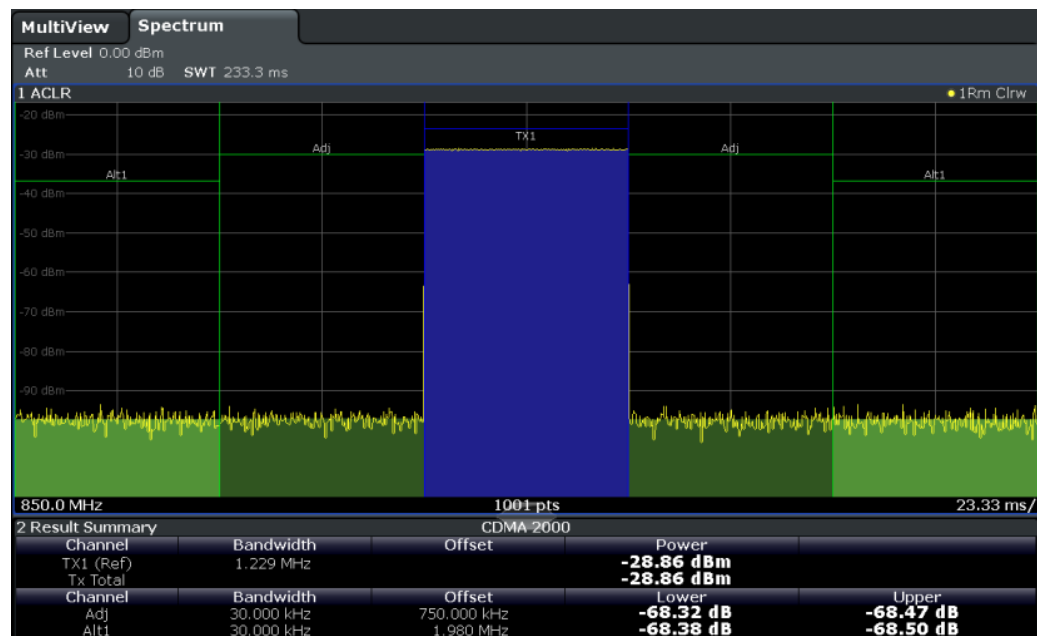 MultiView Spectrum
Ref Level 0.00 dBm
Att 10 dB SWT 233.3 ms
1 ACLR 1Rm Clrw
-20 dBm
TX1
Adj Adj
-30 dBm
Alt1 Alt1
-40 dBm
-50 dBm
-60 dBm
-70 dBm
-80 dBm
-90 dBm
850.0 MHz 1001 pts 23.33 ms/
2 Result Summary CDMA 2000
Channel Bandwidth Offset Power
TX1 (Ref) 1.229 MHz -28.86 dBm
Tx Total -28.86 dBm
Channel Bandwidth Offset Lower Upper
Adj 30.000 kHz 750.000 kHz -68.32 dB -68.47 dB
Alt1 30.000 kHz 1.980 MHz -68.38 dB -68.50 dB